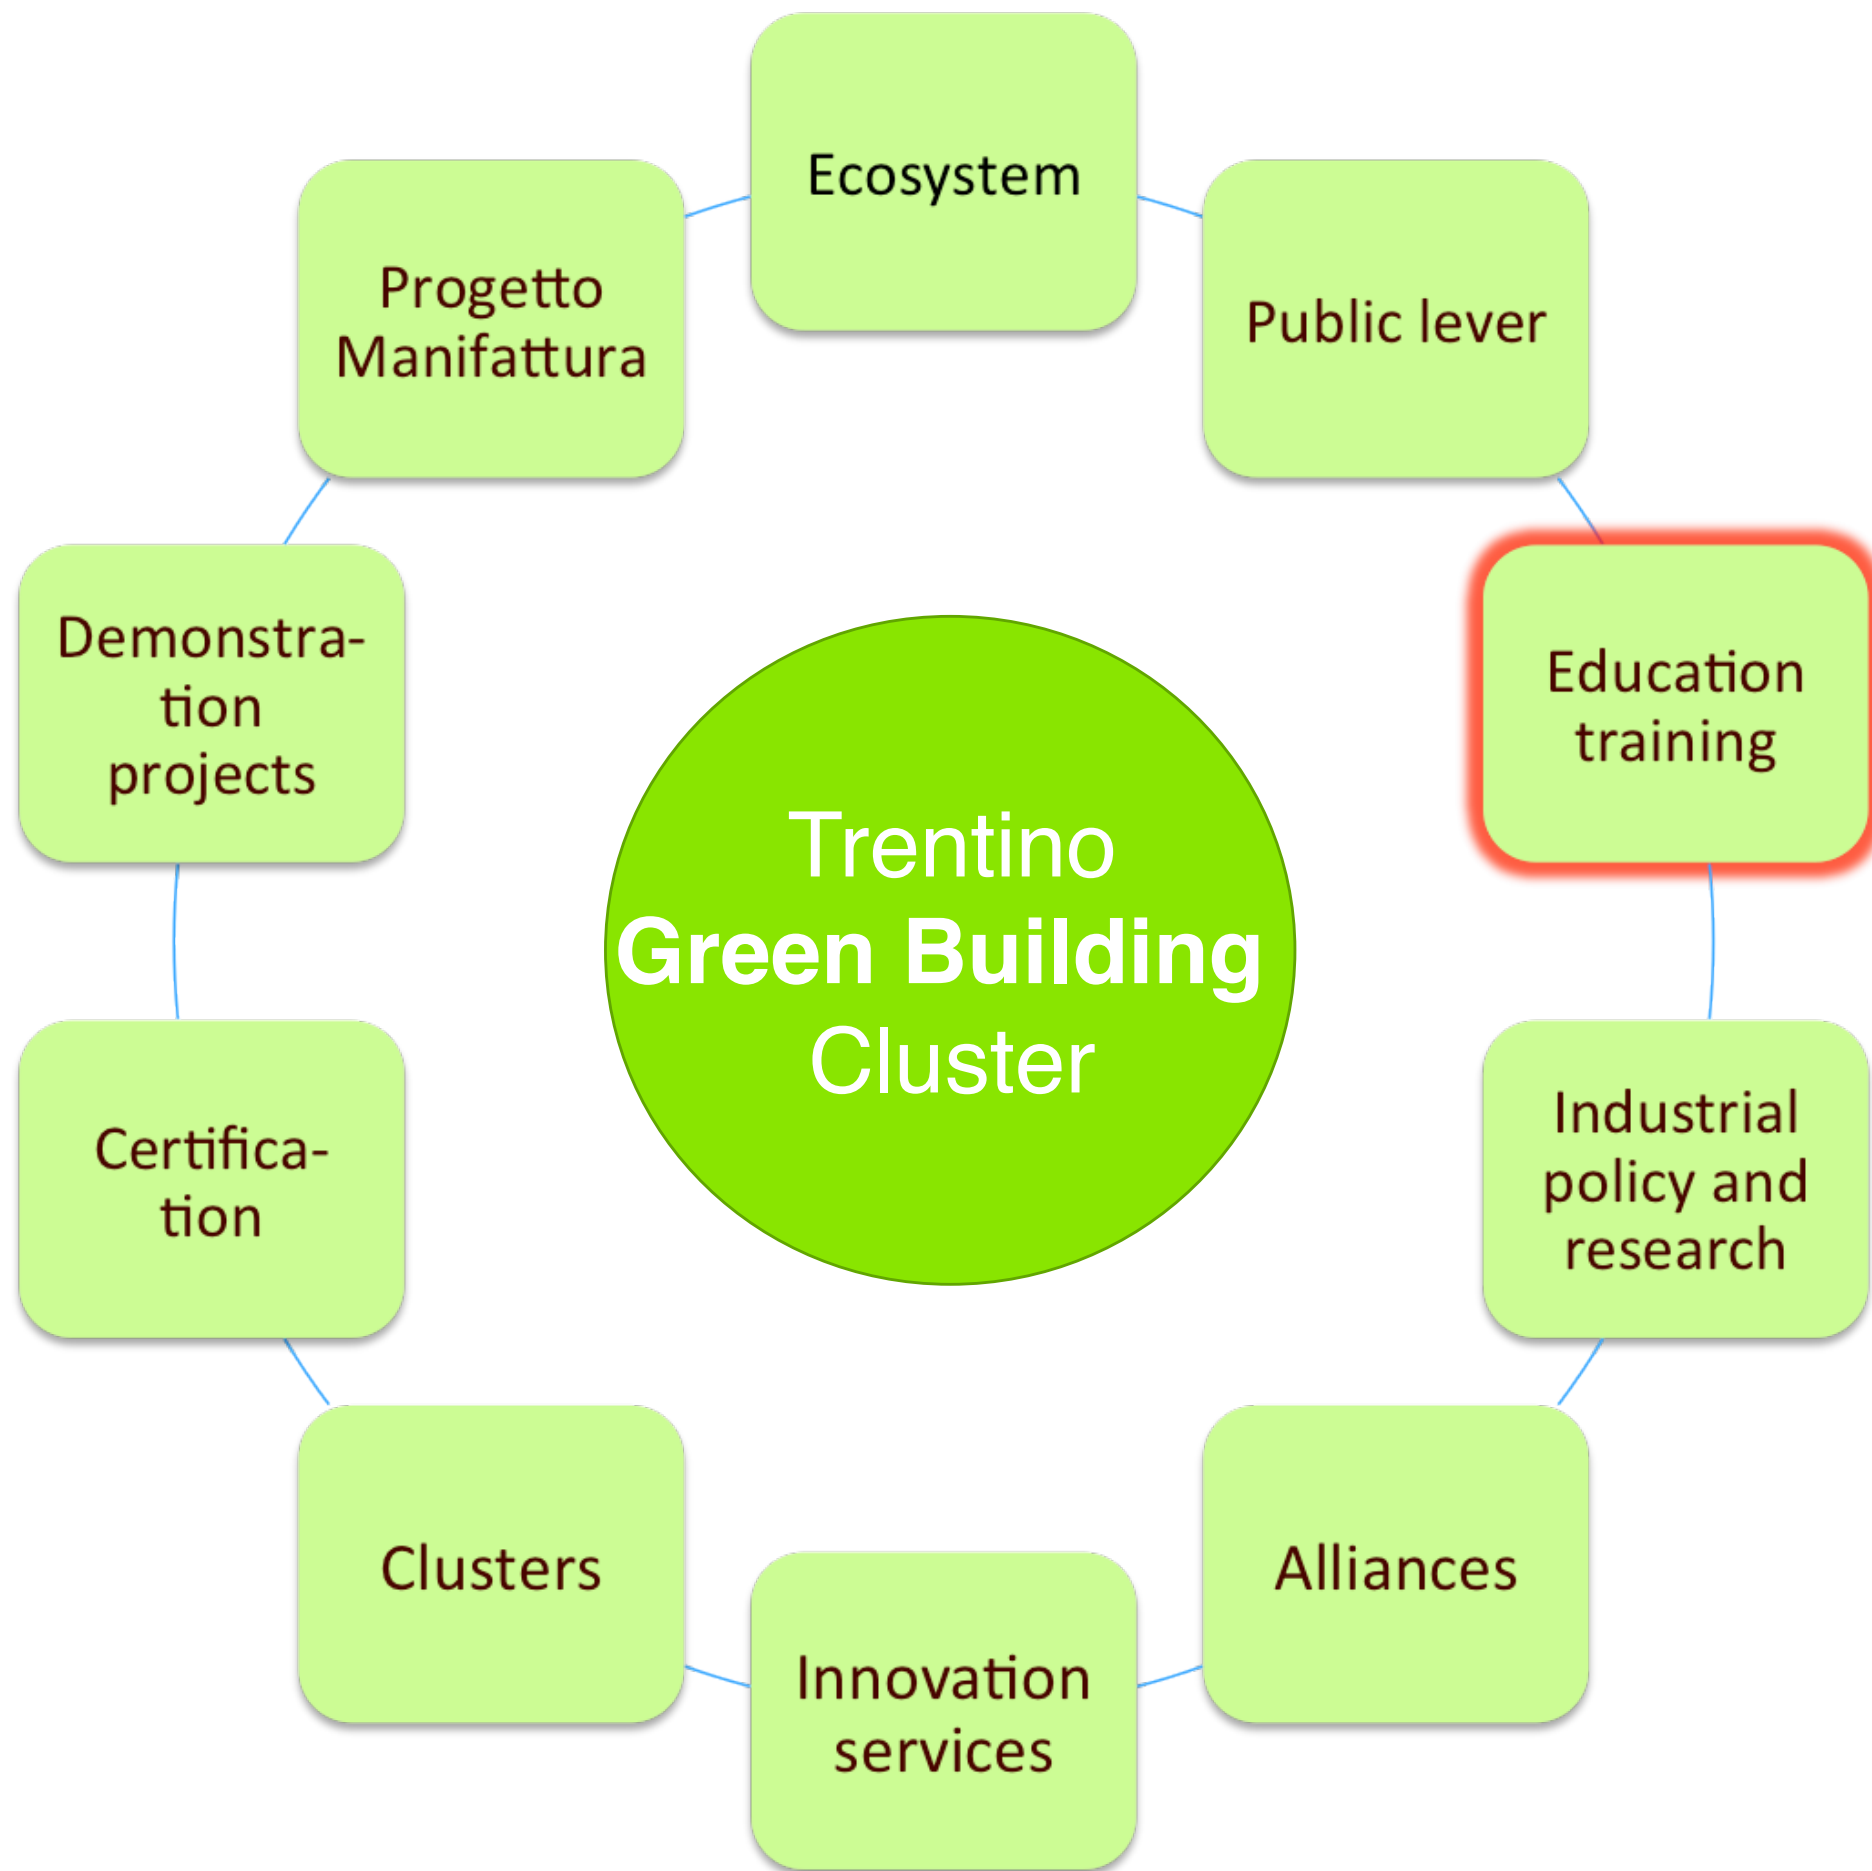 Ecosystem
Public lever
Education
training
Industrial
policy and
research
Alliances
Innovation
services
Clusters
Certifica-
tion
Demonstra-
tion
projects
Progetto
Manifattura
Trentino
Green Building
Cluster